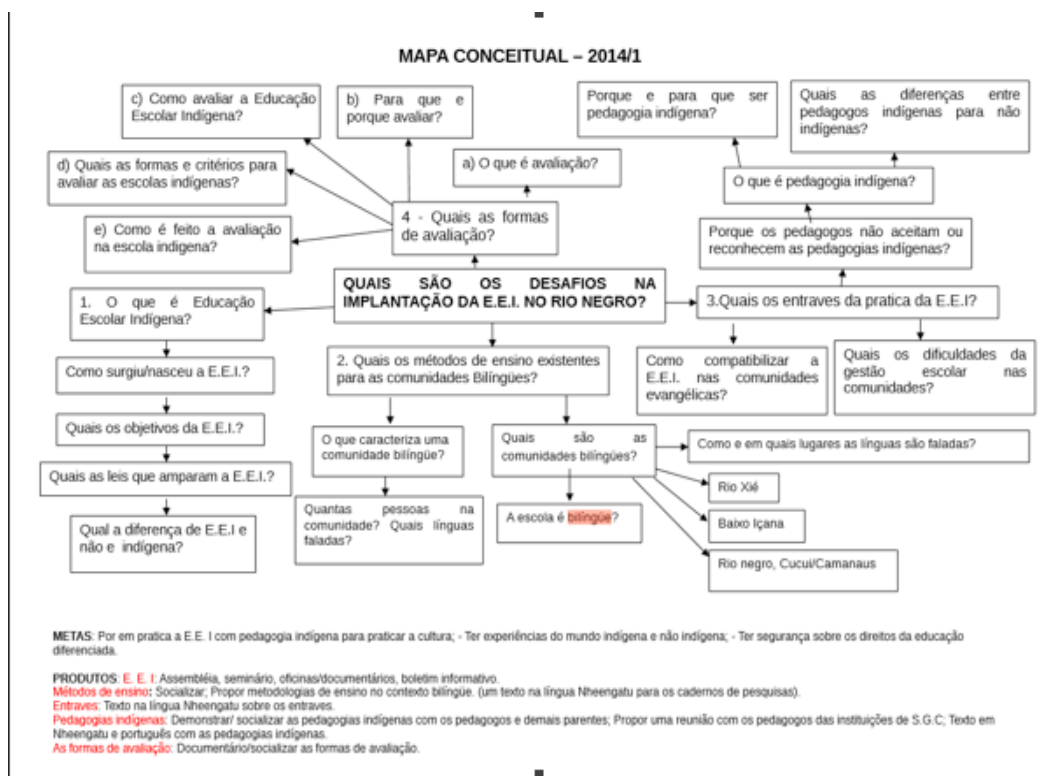 MAPA CONCEITUAL – 2014/1
c) Como avaliar a Educação
Escolar Indígena?
b) Para que e
porque avaliar?
Porque e para que ser
pedagogia indígena?
Quais as diferenças entre
pedagogos indígenas para não
indígenas?
d) Quais as formas e critérios para
avaliar as escolas indígenas?
a) O que é avaliação?
O que é pedagogia indígena?
e) Como é feito a avaliação
na escola indigena?
4 - Quais as formas
de avaliação?
Porque os pedagogos não aceitam ou
reconhecem as pedagogias indígenas?
QUAIS SÃO OS DESAFIOS NA
IMPLANTAÇÃO DA E.E.I. NO RIO NEGRO?
1. O que é Educação
Escolar Indígena?
3.Quais os entraves da pratica da E.E.I?
Como surgiu/nasceu a E.E.I.?
2. Quais os métodos de ensino existentes
para as comunidades Bilíngües?
Como compatibilizar a
E.E.I. nas comunidades
evangélicas?
Quais os dificuldades da
gestão escolar nas
comunidades?
Quais os objetivos da E.E.I.?
O que caracteriza uma
comunidade bilíngüe?
Quais são as
comunidades bilíngües?
Como e em quais lugares as línguas são faladas?
Quais as leis que amparam a E.E.I.?
Rio Xié
Quantas pessoas na
comunidade? Quais línguas
faladas?
A escola é bilíngüe?
Baixo Içana
Qual a diferença de E.E.I e
não e indígena?
Rio negro, Cucui/Camanaus
METAS: Por em pratica a E.E. I com pedagogia indígena para praticar a cultura; - Ter experiências do mundo indígena e não indígena; - Ter segurança sobre os direitos da educação
diferenciada.
PRODUTOS: E. E. I: Assembléia, seminário, oficinas/documentários, boletim informativo.
Métodos de ensino: Socializar; Propor metodologias de ensino no contexto bilíngüe. (um texto na língua Nheengatu para os cadernos de pesquisas).
Entraves: Texto na língua Nheengatu sobre os entraves.
Pedagogias indígenas: Demonstrar/ socializar as pedagogias indígenas com os pedagogos e demais parentes; Propor uma reunião com os pedagogos das instituições de S.G.C; Texto em
Nheengatu e português com as pedagogias indígenas.
As formas de avaliação: Documentário/socializar as formas de avaliação.